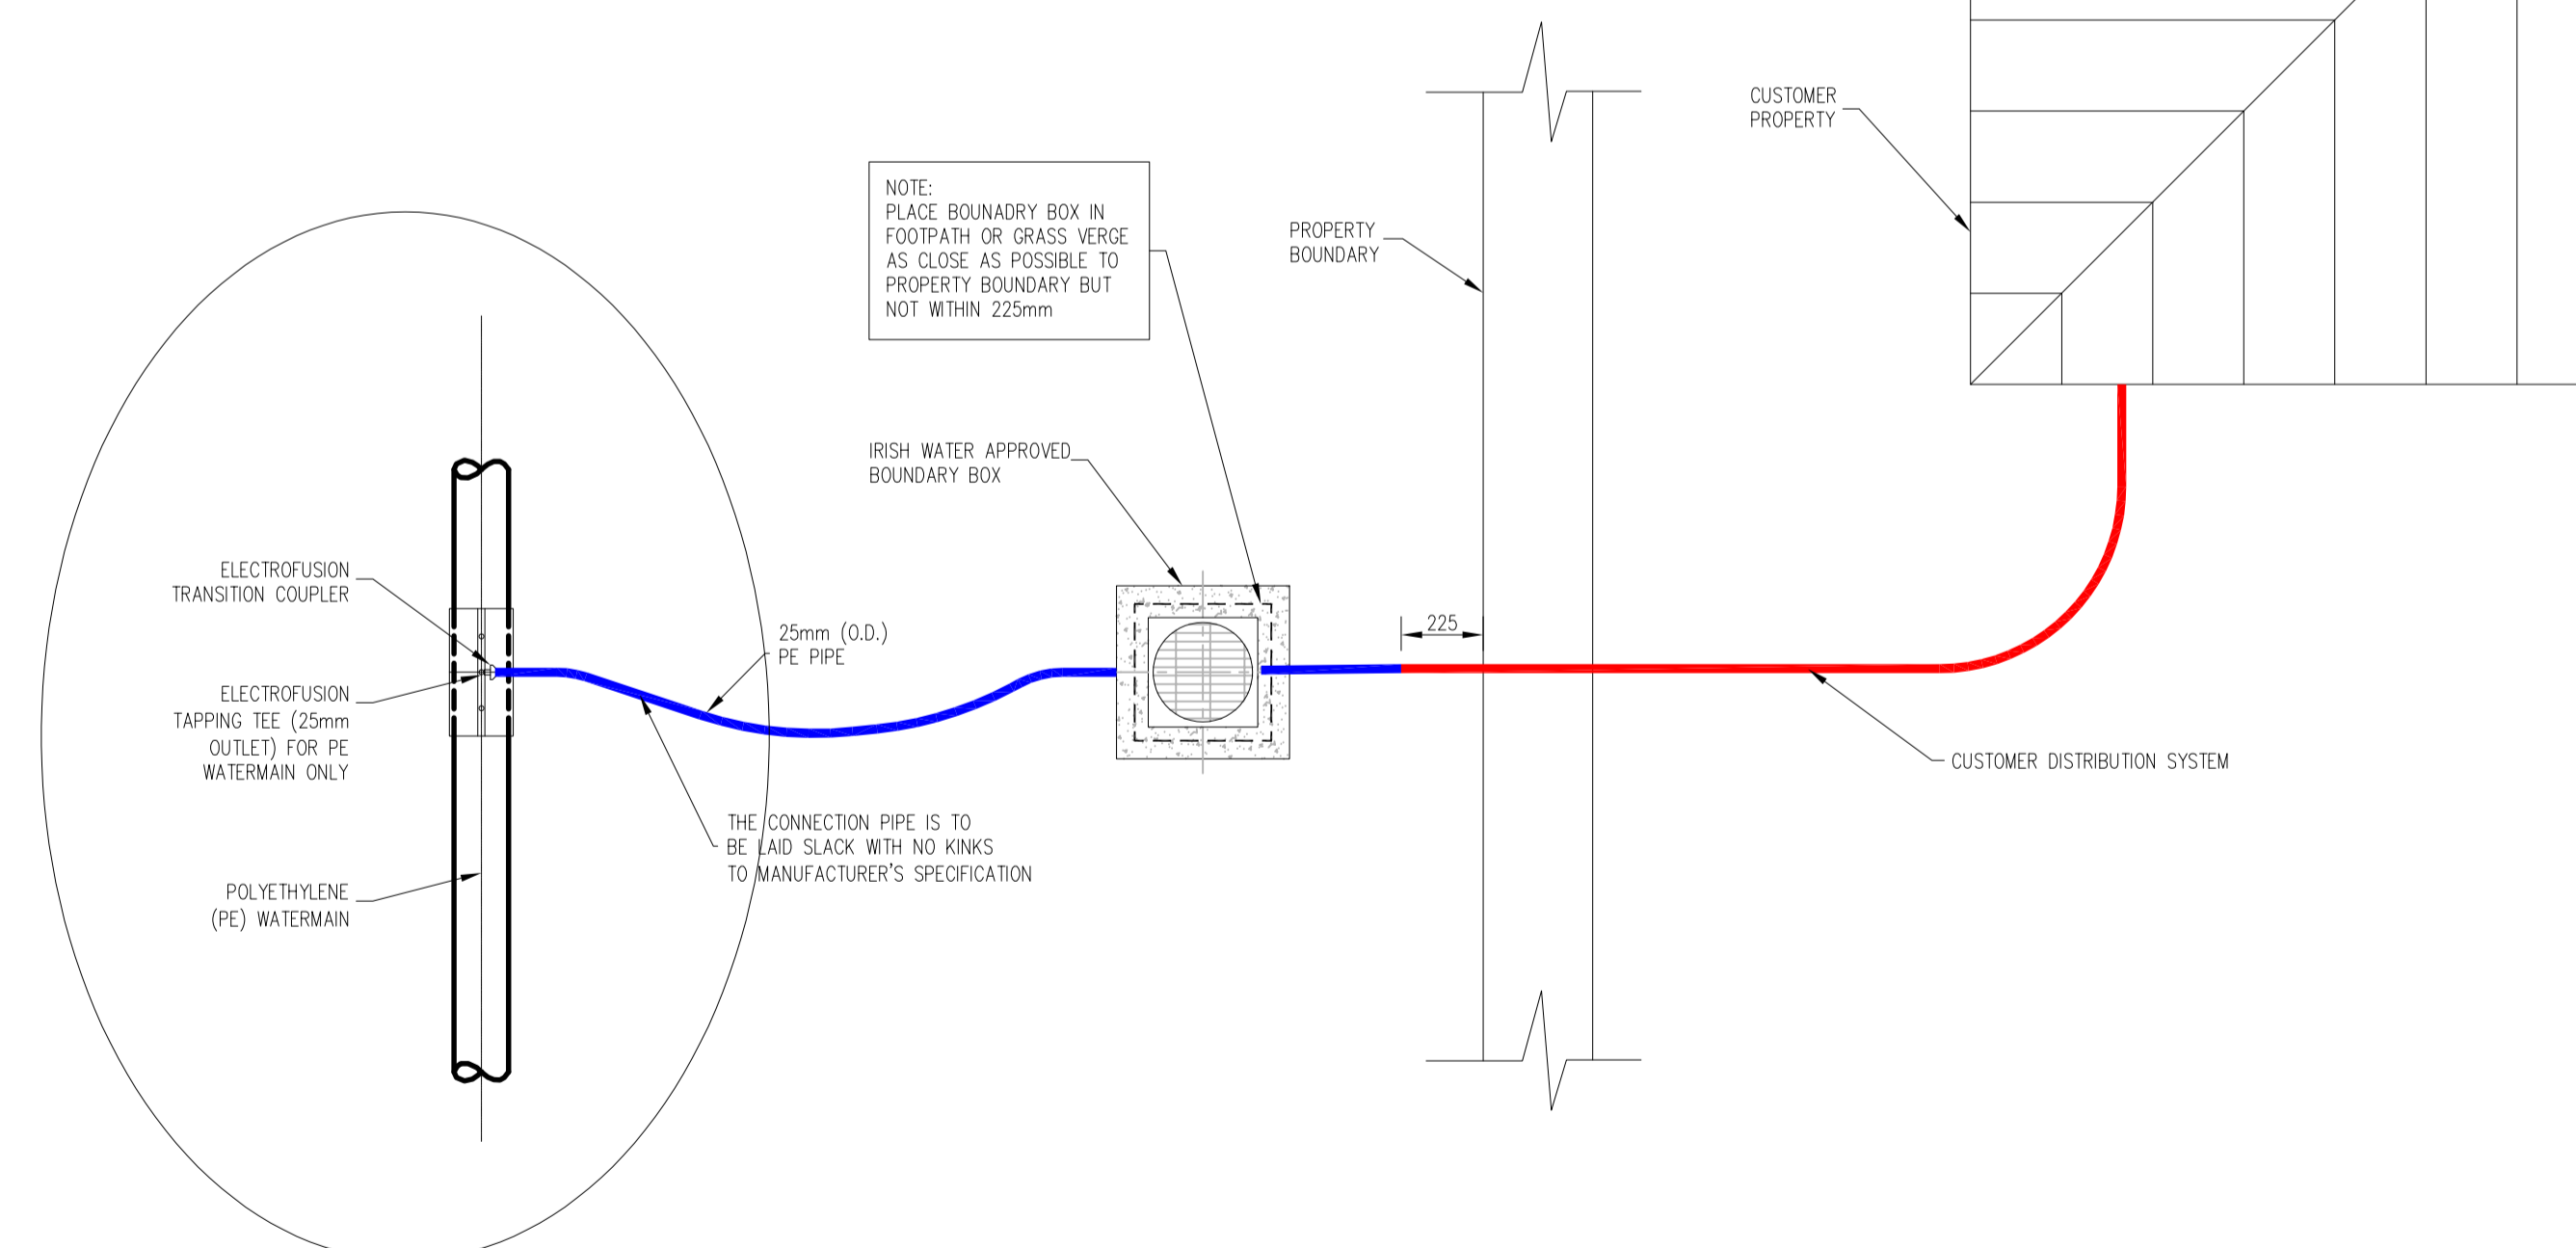 CUSTOMER
PROPERTY
NOTE:
PLACE BOUNADRY BOX IN
FOOTPATH OR GRASS VERGE
AS CLOSE AS POSSIBLE TO
PROPERTY BOUNDARY BUT
NOT WITHIN 225mm
PROPERTY
BOUNDARY
IRISH WATER APPROVED
BOUNDARY BOX
ELECTROFUSION
TRANSITION COUPLER
25mm (O.D.)
PE PIPE
225
ELECTROFUSION
TAPPING TEE (25mm
OUTLET) FOR PE
WATERMAIN ONLY
CUSTOMER DISTRIBUTION SYSTEM
THE CONNECTION PIPE IS TO
BE LAID SLACK WITH NO KINKS
TO MANUFACTURER'S SPECIFICATION
POLYETHYLENE
(PE) WATERMAIN